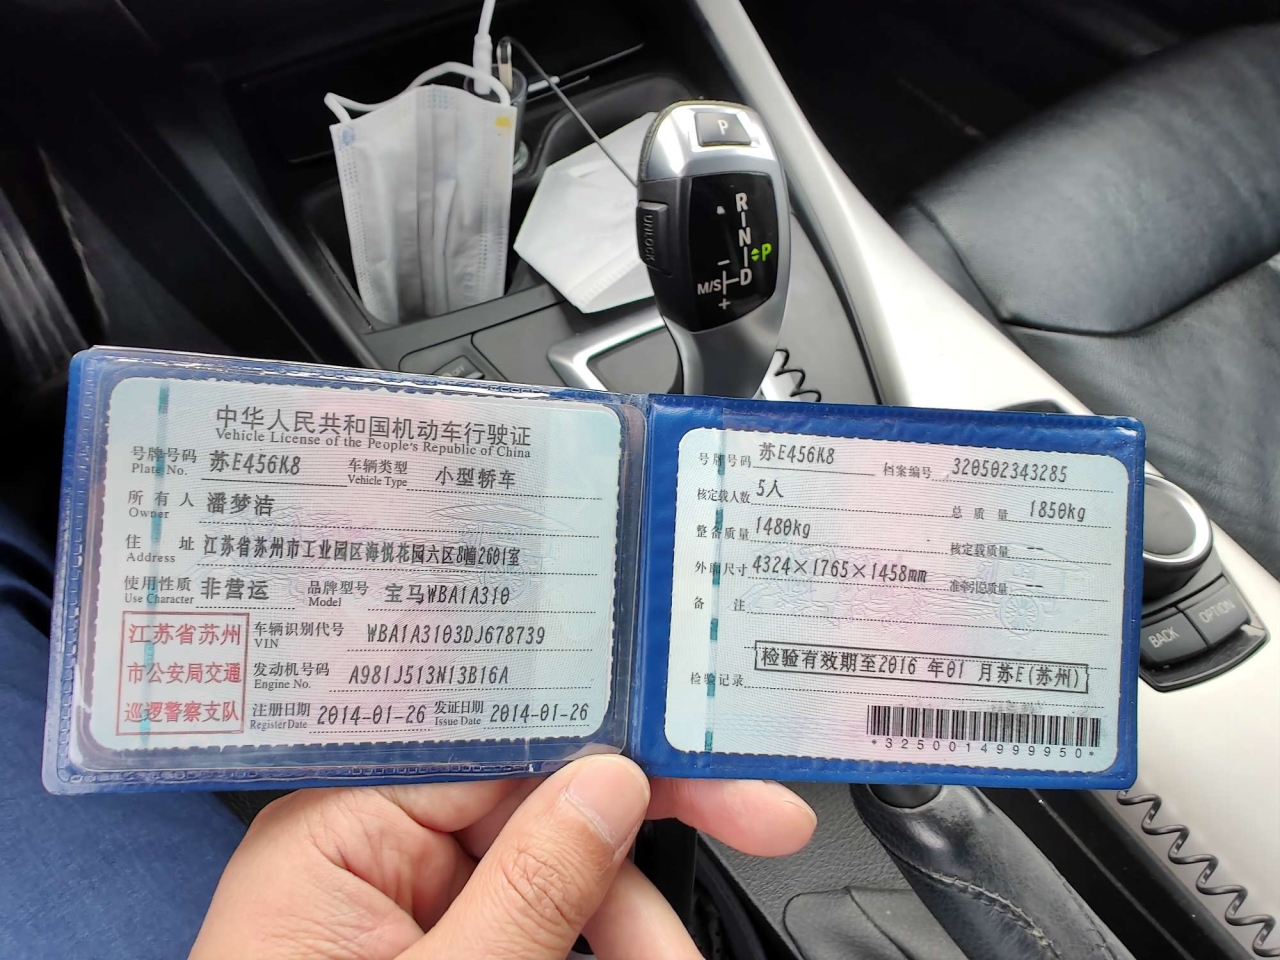 P
UNLOCK
R
N
P
M/S
D
+
中华人民共和国机动车行驶证
Vehicle License of the People's Republic of China
号牌号码 苏E456K8 车辆类型 小型轿车
Plate No. Vehicle Type
所有人 潘梦洁
Owner
住址 江苏省苏州市工业园区海悦花园六区8幢2601室
Address
使用性质 非营运 品牌型号 宝马WBA1A310
Use Character Model
江苏省苏州
市公安局交通
巡逻警察支队
车辆识别代号 WBA1A3103DJ678739
VIN
发动机号码 A981J513N13B16A
Engine No.
注册日期 2014-01-26 发证日期 2014-01-26
Register Date Issue Date
号牌号码 苏E456K8 档案编号 320502343285
核定载人数 5人 总质量 1850kg
整备质量 1480kg 核定载质量 --
外廓尺寸 4324×1765×1458mm 准牵引总质量 --
备注
检验有效期至2016 年01 月苏E(苏州)
检验记录
*3250014999950*
BACK
OPTION